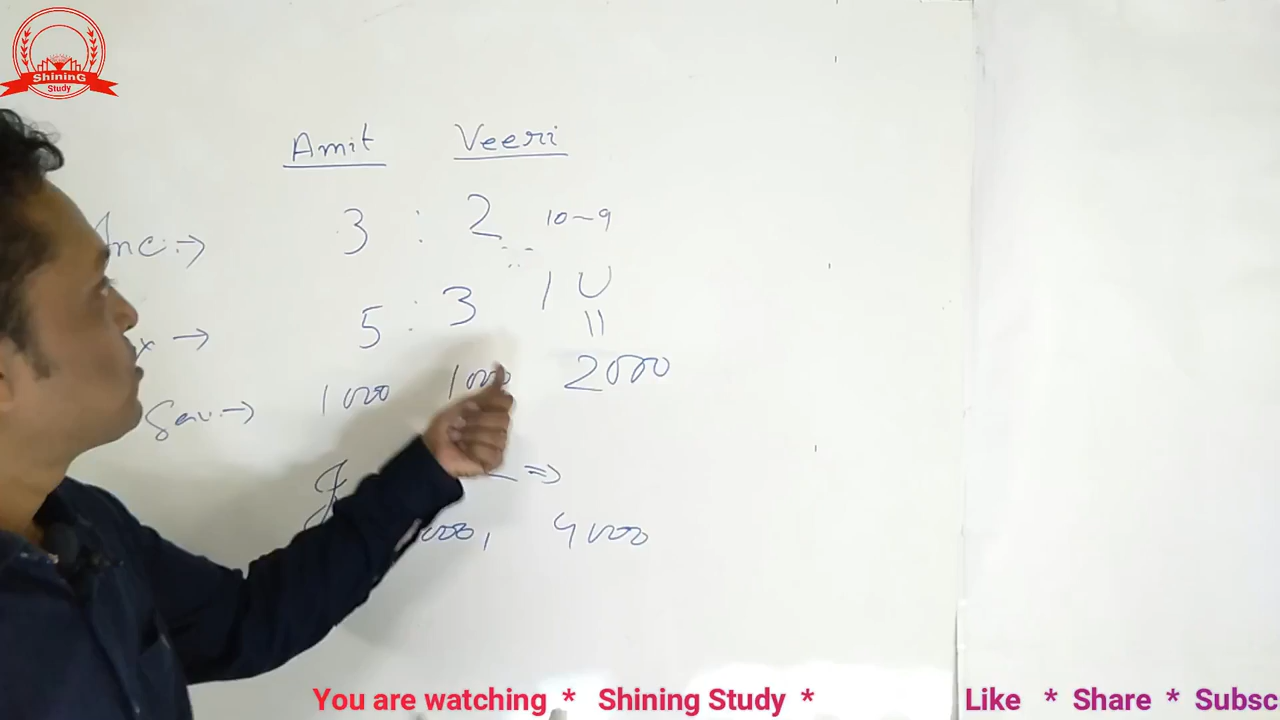 ShininG
Study
Amit Veeri
Inc.→ 3 : 2 10-9
→ 5 : 3 1 U
||
Sav.→ 1000 1000 2000
⇒
4000
You are watching * Shining Study *
Like * Share * Subsc